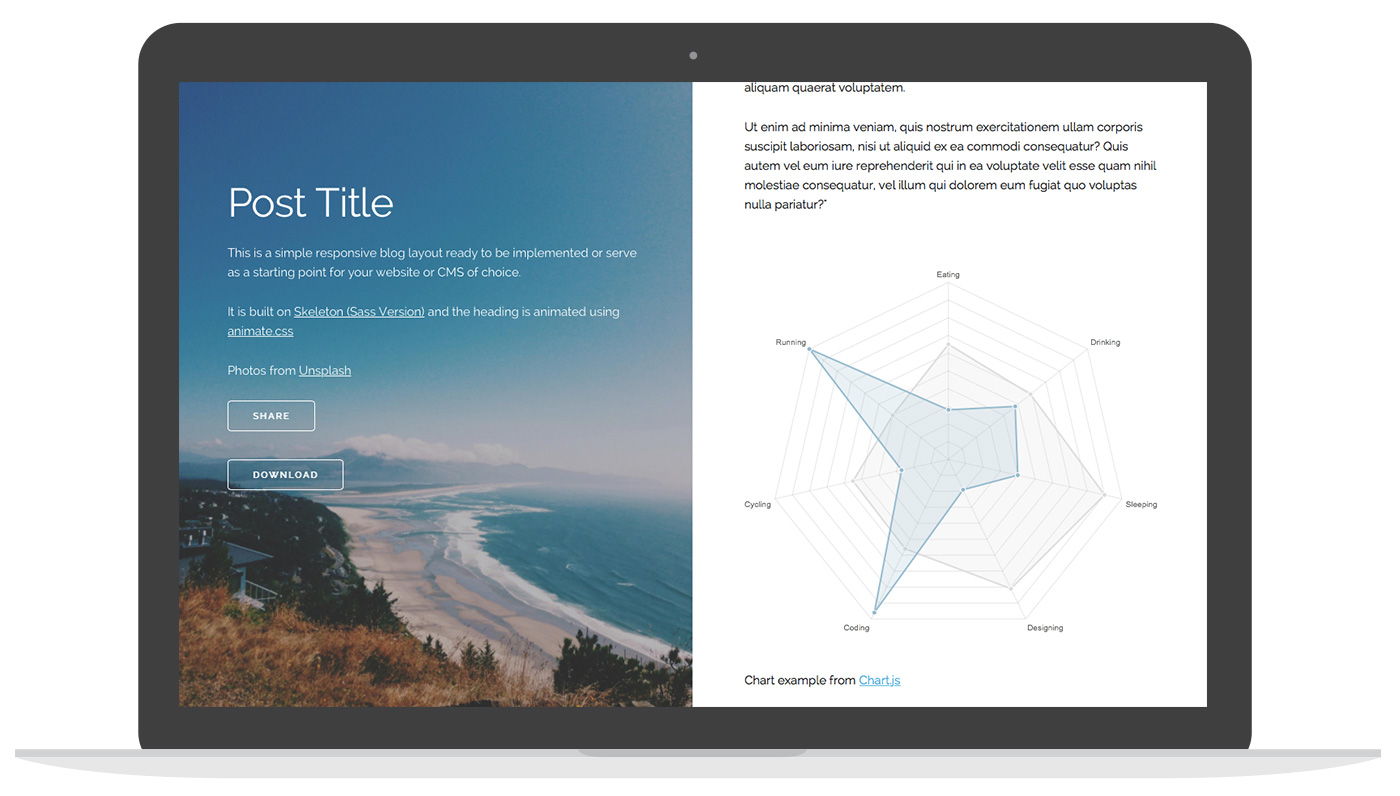 Post Title
This is a simple responsive blog layout ready to be implemented or serve
as a starting point for your website or CMS of choice.
It is built on Skeleton (Sass Version) and the heading is animated using
animate.css
Photos from Unsplash
SHARE
DOWNLOAD
aliquam quaerat voluptatem.
Ut enim ad minima veniam, quis nostrum exercitationem ullam corporis
suscipit laboriosam, nisi ut aliquid ex ea commodi consequatur? Quis
autem vel eum iure reprehenderit qui in ea voluptate velit esse quam nihil
molestiae consequatur, vel illum qui dolorem eum fugiat quo voluptas
nulla pariatur?"
Eating
Running
Drinking
Cycling
Sleeping
Coding
Designing
Chart example from Chart.js